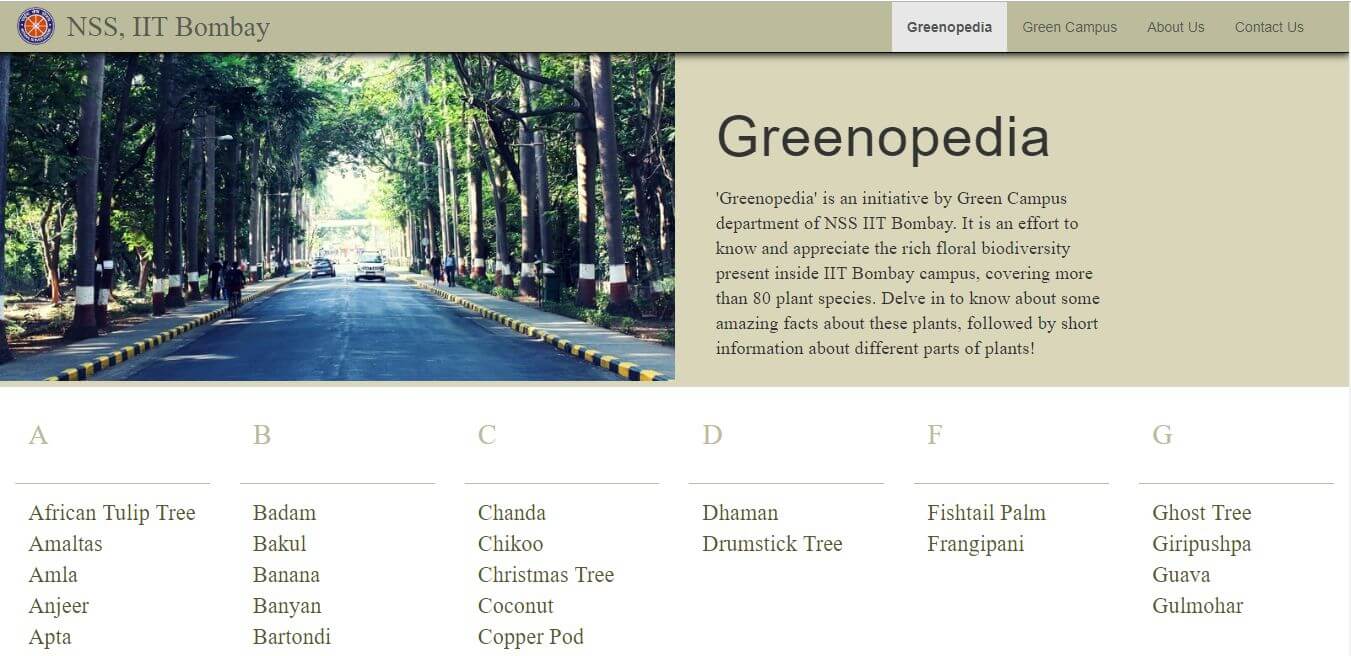 NSS, IIT Bombay
Greenopedia
Green Campus
About Us
Contact Us
Greenopedia
'Greenopedia' is an initiative by Green Campus
department of NSS IIT Bombay. It is an effort to
know and appreciate the rich floral biodiversity
present inside IIT Bombay campus, covering more
than 80 plant species. Delve in to know about some
amazing facts about these plants, followed by short
information about different parts of plants!
A
African Tulip Tree
Amaltas
Amla
Anjeer
Apta
B
Badam
Bakul
Banana
Banyan
Bartondi
C
Chanda
Chikoo
Christmas Tree
Coconut
Copper Pod
D
Dhaman
Drumstick Tree
F
Fishtail Palm
Frangipani
G
Ghost Tree
Giripushpa
Guava
Gulmohar